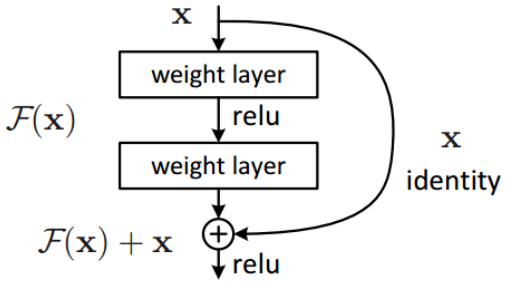 x
weight layer
relu
F(x)
x
weight layer
identity
F(x) + x
relu